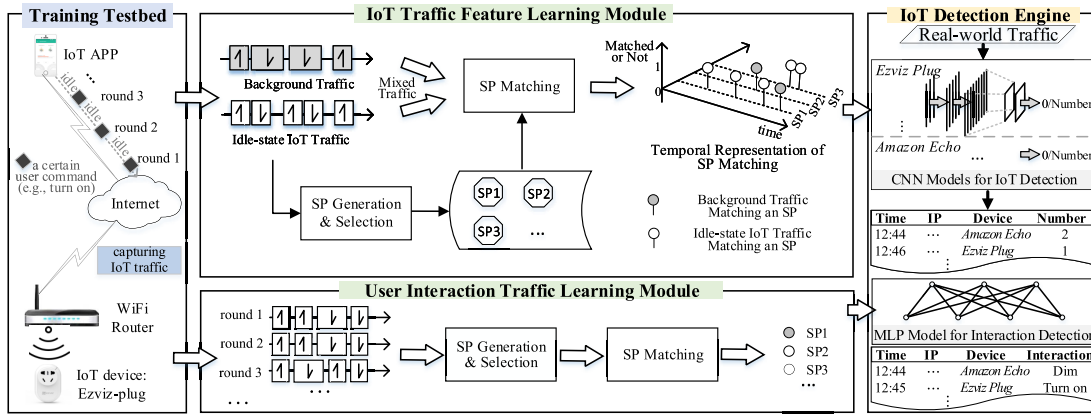 Training Testbed
IoT APP
...
idle
round 3
idle
round 2
idle
round 1
a certain
user command
(e.g., turn on)
Internet
capturing
IoT traffic
WiFi
Router
IoT device:
Ezviz-plug
IoT Traffic Feature Learning Module
Background Traffic
Idle-state IoT Traffic
Mixed
Traffic
SP Matching
SP Generation
& Selection
SP1
SP2
SP3
...
Matched
or Not
1
0
SP1
SP2
SP3
time
Temporal Representation of
SP Matching
Background Traffic
Matching an SP
Idle-state IoT Traffic
Matching an SP
User Interaction Traffic Learning Module
round 1
round 2
round 3
...
...
SP Generation
& Selection
SP Matching
SP1
SP2
SP3
...
IoT Detection Engine
Real-world Traffic
Ezviz Plug
0/Number
⋮
Amazon Echo
...
0/Number
CNN Models for IoT Detection
Time IP Device Number
12:44 ... Amazon Echo 2
12:46 ... Ezviz Plug 1
⋮
MLP Model for Interaction Detection
Time IP Device Interaction
12:44 ... Amazon Echo Dim
12:45 ... Ezviz Plug Turn on
⋮